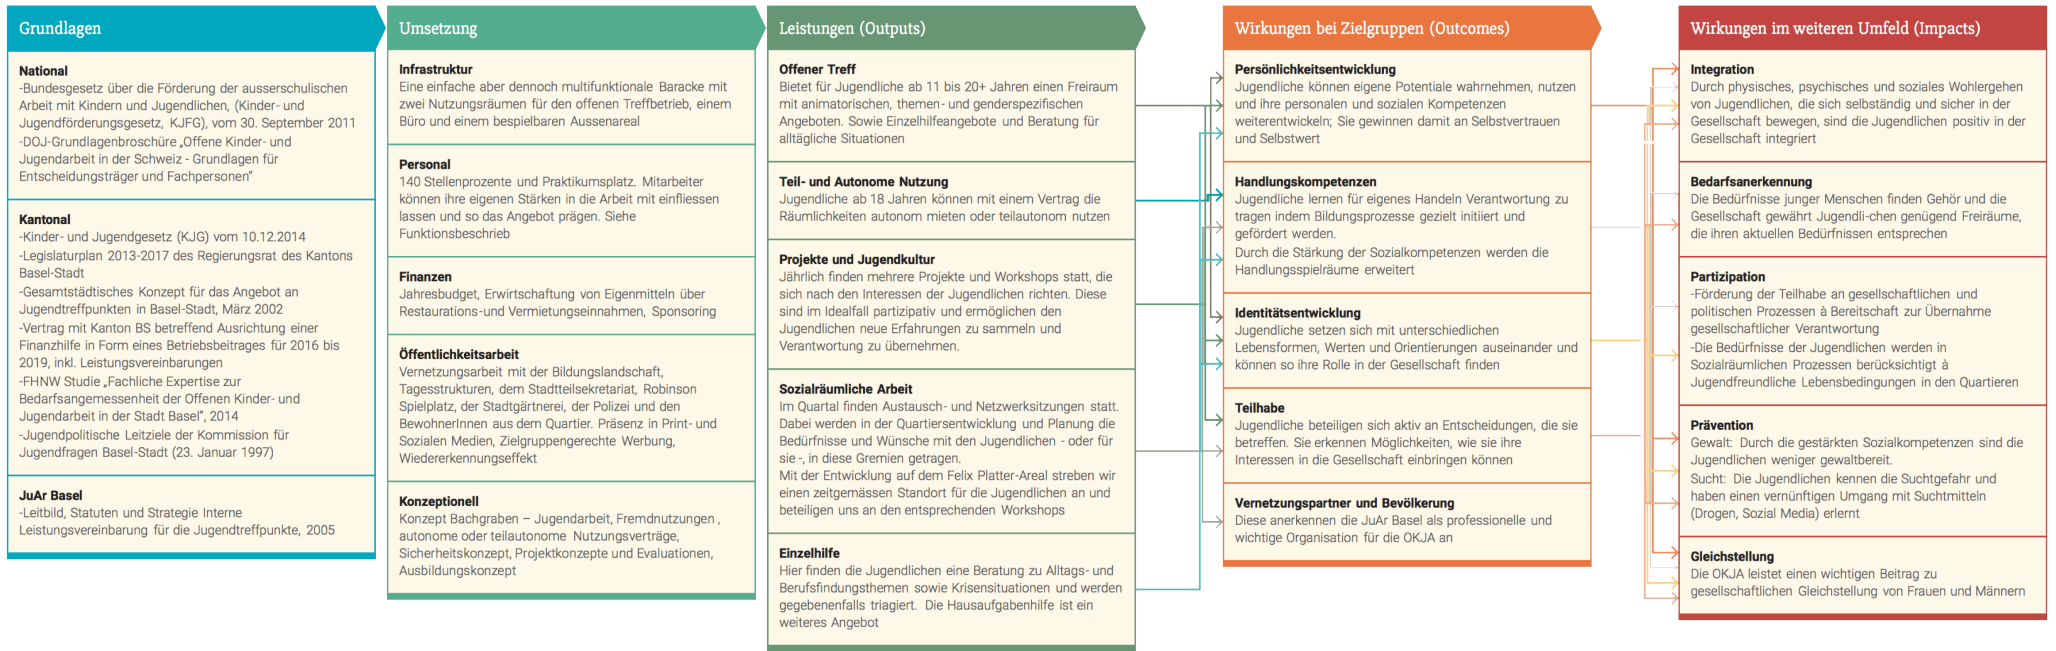 Grundlagen
National
-Bundesgesetz über die Förderung der ausserschulischen
Arbeit mit Kindern und Jugendlichen, (Kinder- und
Jugendförderungsgesetz, KJFG), vom 30. September 2011
-DOJ-Grundlagenbroschüre „Offene Kinder- und
Jugendarbeit in der Schweiz - Grundlagen für
Entscheidungsträger und Fachpersonen“
Kantonal
-Kinder- und Jugendgesetz (KJG) vom 10.12.2014
-Legislaturplan 2013-2017 des Regierungsrat des Kantons
Basel-Stadt
-Gesamtstädtisches Konzept für das Angebot an
Jugendtreffpunkten in Basel-Stadt, März 2002
-Vertrag mit Kanton BS betreffend Ausrichtung einer
Finanzhilfe in Form eines Betriebsbeitrages für 2016 bis
2019, inkl. Leistungsvereinbarungen
-FHNW Studie „Fachliche Expertise zur
Bedarfsangemessenheit der Offenen Kinder- und
Jugendarbeit in der Stadt Basel“, 2014
-Jugendpolitische Leitziele der Kommission für
Jugendfragen Basel-Stadt (23. Januar 1997)
JuAr Basel
-Leitbild, Statuten und Strategie Interne
Leistungsvereinbarung für die Jugendtreffpunkte, 2005
Umsetzung
Infrastruktur
Eine einfache aber dennoch multifunktionale Baracke mit
zwei Nutzungsräumen für den offenen Treffbetrieb, einem
Büro und einem bespielbaren Aussenareal
Personal
140 Stellenprozente und Praktikumsplatz. Mitarbeiter
können ihre eigenen Stärken in die Arbeit mit einfliessen
lassen und so das Angebot prägen. Siehe
Funktionsbeschrieb
Finanzen
Jahresbudget, Erwirtschaftung von Eigenmitteln über
Restaurations-und Vermietungseinnahmen, Sponsoring
Öffentlichkeitsarbeit
Vernetzungsarbeit mit der Bildungslandschaft,
Tagesstrukturen, dem Stadtteilsekretariat, Robinson
Spielplatz, der Stadtgärtnerei, der Polizei und den
BewohnerInnen aus dem Quartier. Präsenz in Print- und
Sozialen Medien, Zielgruppengerechte Werbung,
Wiedererkennungseffekt
Konzeptionell
Konzept Bachgraben – Jugendarbeit, Fremdnutzungen ,
autonome oder teilautonome Nutzungsverträge,
Sicherheitskonzept, Projektkonzepte und Evaluationen,
Ausbildungskonzept
Leistungen (Outputs)
Offener Treff
Bietet für Jugendliche ab 11 bis 20+ Jahren einen Freiraum
mit animatorischen, themen- und genderspezifischen
Angeboten. Sowie Einzelhilfeangebote und Beratung für
alltägliche Situationen
Teil- und Autonome Nutzung
Jugendliche ab 18 Jahren können mit einem Vertrag die
Räumlichkeiten autonom mieten oder teilautonom nutzen
Projekte und Jugendkultur
Jährlich finden mehrere Projekte und Workshops statt, die
sich nach den Interessen der Jugendlichen richten. Diese
sind im Idealfall partizipativ und ermöglichen den
Jugendlichen neue Erfahrungen zu sammeln und
Verantwortung zu übernehmen.
Sozialräumliche Arbeit
Im Quartal finden Austausch- und Netzwerksitzungen statt.
Dabei werden in der Quartiersentwicklung und Planung die
Bedürfnisse und Wünsche mit den Jugendlichen - oder für
sie -, in diese Gremien getragen.
Mit der Entwicklung auf dem Felix Platter-Areal streben wir
einen zeitgemässen Standort für die Jugendlichen an und
beteiligen uns an den entsprechenden Workshops
Einzelhilfe
Hier finden die Jugendlichen eine Beratung zu Alltags- und
Berufsfindungsthemen sowie Krisensituationen und werden
gegebenenfalls triagiert. Die Hausaufgabenhilfe ist ein
weiteres Angebot
Wirkungen bei Zielgruppen (Outcomes)
Persönlichkeitsentwicklung
Jugendliche können eigene Potentiale wahrnehmen, nutzen
und ihre personalen und sozialen Kompetenzen
weiterentwickeln; Sie gewinnen damit an Selbstvertrauen
und Selbstwert
Handlungskompetenzen
Jugendliche lernen für eigenes Handeln Verantwortung zu
tragen indem Bildungsprozesse gezielt initiiert und
gefördert werden.
Durch die Stärkung der Sozialkompetenzen werden die
Handlungsspielräume erweitert
Identitätsentwicklung
Jugendliche setzen sich mit unterschiedlichen
Lebensformen, Werten und Orientierungen auseinander und
können so ihre Rolle in der Gesellschaft finden
Teilhabe
Jugendliche beteiligen sich aktiv an Entscheidungen, die sie
betreffen. Sie erkennen Möglichkeiten, wie sie ihre
Interessen in die Gesellschaft einbringen können
Vernetzungspartner und Bevölkerung
Diese anerkennen die JuAr Basel als professionelle und
wichtige Organisation für die OKJA an
Wirkungen im weiteren Umfeld (Impacts)
Integration
Durch physisches, psychisches und soziales Wohlergehen
von Jugendlichen, die sich selbständig und sicher in der
Gesellschaft bewegen, sind die Jugendlichen positiv in der
Gesellschaft integriert
Bedarfsanerkennung
Die Bedürfnisse junger Menschen finden Gehör und die
Gesellschaft gewährt Jugendli-chen genügend Freiräume,
die ihren aktuellen Bedürfnissen entsprechen
Partizipation
-Förderung der Teilhabe an gesellschaftlichen und
politischen Prozessen à Bereitschaft zur Übernahme
gesellschaftlicher Verantwortung
-Die Bedürfnisse der Jugendlichen werden in
Sozialräumlichen Prozessen berücksichtigt à
Jugendfreundliche Lebensbedingungen in den Quartieren
Prävention
Gewalt: Durch die gestärkten Sozialkompetenzen sind die
Jugendlichen weniger gewaltbereit.
Sucht: Die Jugendlichen kennen die Suchtgefahr und
haben einen vernünftigen Umgang mit Suchtmitteln
(Drogen, Sozial Media) erlernt
Gleichstellung
Die OKJA leistet einen wichtigen Beitrag zu
gesellschaftlichen Gleichstellung von Frauen und Männern